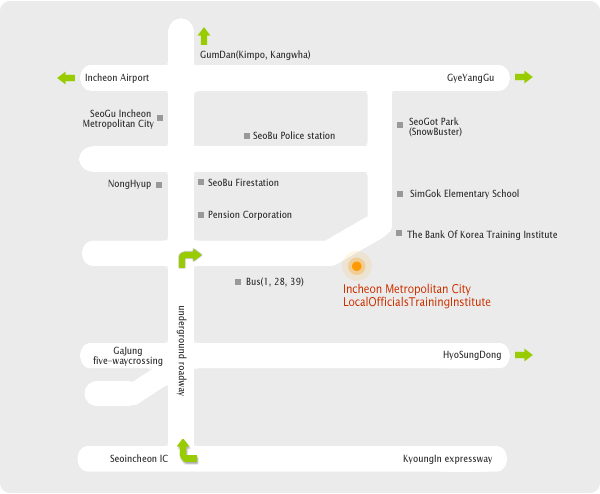 GumDan(Kimpo, Kangwha)
Incheon Airport
GyeYangGu
SeoGu Incheon
Metropolitan City
SeoGot Park
(SnowBuster)
SeoBu Police station
NongHyup
SeoBu Firestation
SimGok Elementary School
Pension Corporation
The Bank Of Korea Training Institute
Bus(1, 28, 39)
Incheon Metropolitan City
LocalOfficialsTrainingInstitute
underground roadway
GaJung
five-waycrossing
HyoSungDong
Seoincheon IC
KyoungIn expressway